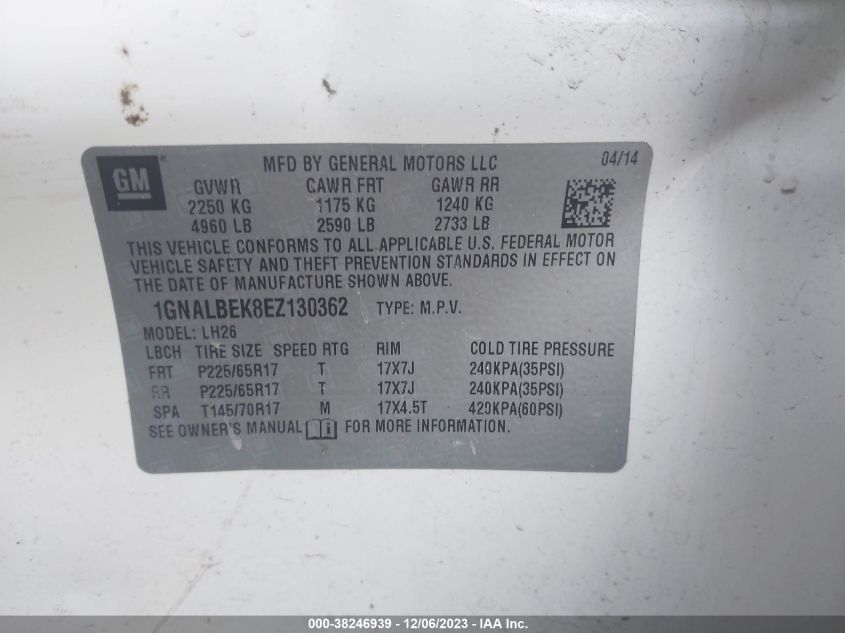 GM
MFD BY GENERAL MOTORS LLC 04/14
GVWR GAWR FRT GAWR RR
2250 KG 1175 KG 1240 KG
4960 LB 2590 LB 2733 LB
THIS VEHICLE CONFORMS TO ALL APPLICABLE U.S. FEDERAL MOTOR
VEHICLE SAFETY AND THEFT PREVENTION STANDARDS IN EFFECT ON
THE DATE OF MANUFACTURE SHOWN ABOVE.
1GNALBEK8EZ130362 TYPE: M.P.V.
MODEL: LH26
LBCH TIRE SIZE SPEED RTG RIM COLD TIRE PRESSURE
FRT P225/65R17 T 17X7J 240KPA(35PSI)
RR P225/65R17 T 17X7J 240KPA(35PSI)
SPA T145/70R17 M 17X4.5T 420KPA(60PSI)
SEE OWNER'S MANUAL FOR MORE INFORMATION.
000-38246939 - 12/06/2023 - IAA Inc.